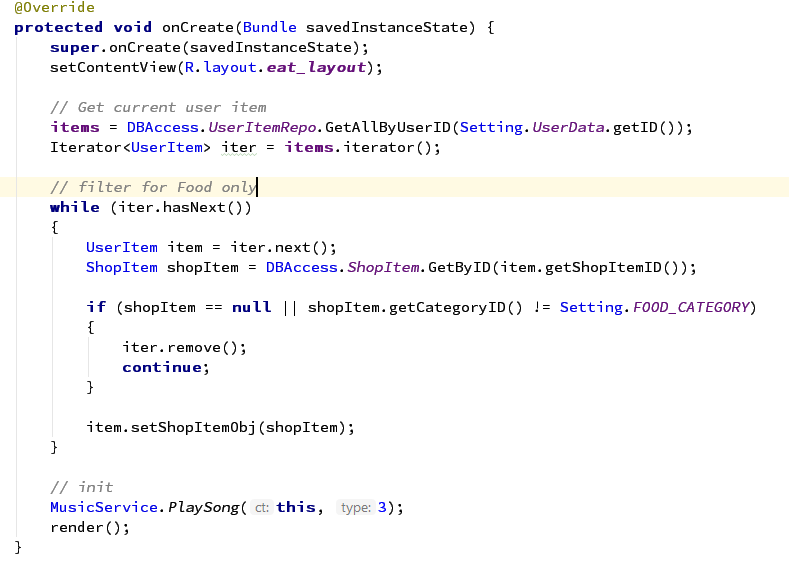 @Override
protected void onCreate(Bundle savedInstanceState) {
    super.onCreate(savedInstanceState);
    setContentView(R.layout.eat_layout);

    // Get current user item
    items = DBAccess.UserItemRepo.GetAllByUserID(Setting.UserData.getID());
    Iterator<UserItem> iter = items.iterator();

    // filter for Food only
    while (iter.hasNext())
    {
        UserItem item = iter.next();
        ShopItem shopItem = DBAccess.ShopItem.GetByID(item.getShopItemID());

        if (shopItem == null || shopItem.getCategoryID() != Setting.FOOD_CATEGORY)
        {
            iter.remove();
            continue;
        }

        item.setShopItemObj(shopItem);
    }

    // init
    MusicService.PlaySong( ct: this, type: 3);
    render();
}